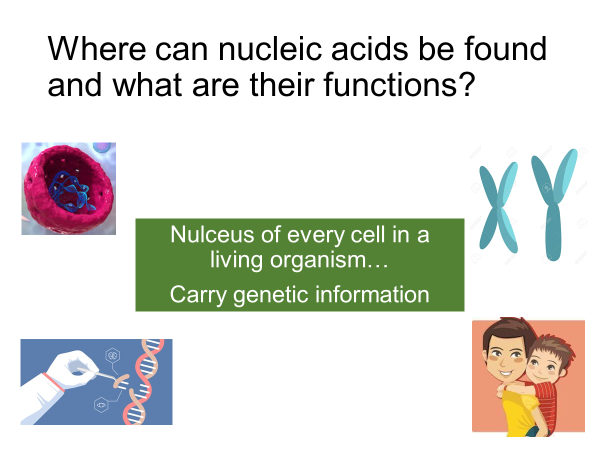 Where can nucleic acids be found
and what are their functions?
Nulceus of every cell in a
living organism…
Carry genetic information